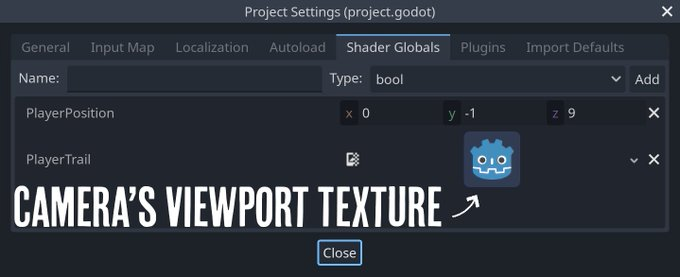 Project Settings (project.godot)
General Input Map Localization Autoload Shader Globals Plugins Import Defaults
Name: Type: bool Add
PlayerPosition x 0 y -1 z 9
PlayerTrail
CAMERA'S VIEWPORT TEXTURE
Close